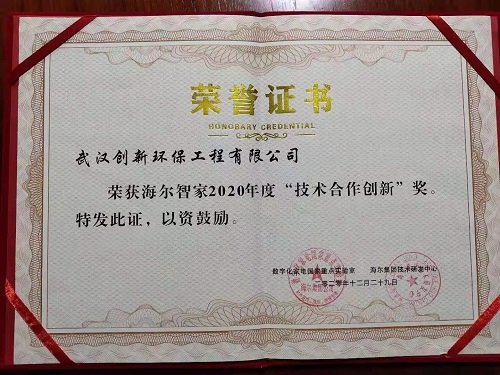 荣誉证书
HONORARY CREDENTIAL
武汉创新环保工程有限公司
荣获海尔智家2020年度“技术合作创新”奖。
特发此证，以资鼓励。
数字化家电国家重点实验室 海尔集团技术研发中心
二零二零年十二月二十九日